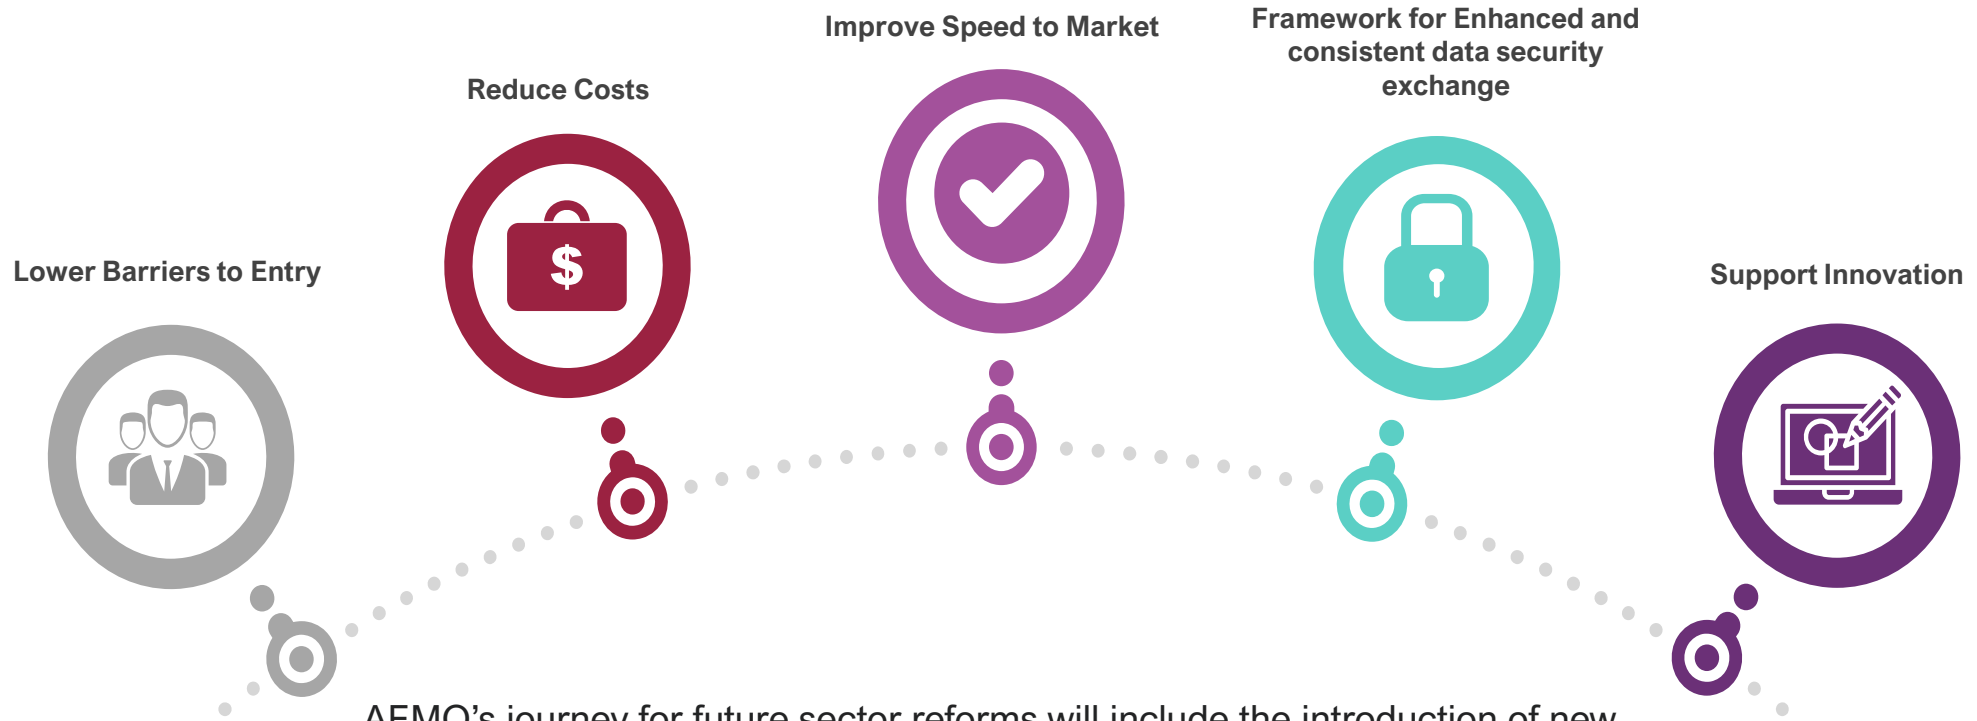 Improve Speed to Market
Framework for Enhanced and
consistent data security
exchange
Reduce Costs
$
Lower Barriers to Entry
Support Innovation
AEMO's journey for future sector reforms will include the introduction of new